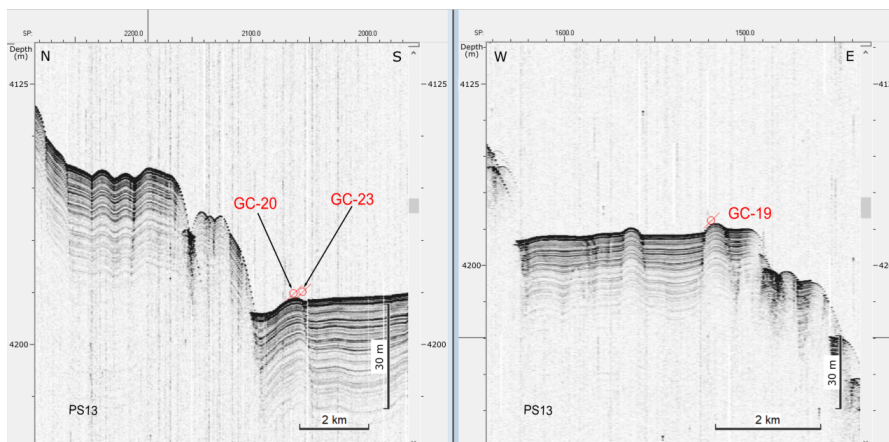 SP: 2200.0 2100.0 2000.0
Depth (m)
N
S
4125
4125
GC-20
GC-23
4200
30 m
PS13
2 km
SP: 1600.0 1500.0
Depth (m)
W
E
4125
GC-19
4200
30 m
PS13
2 km